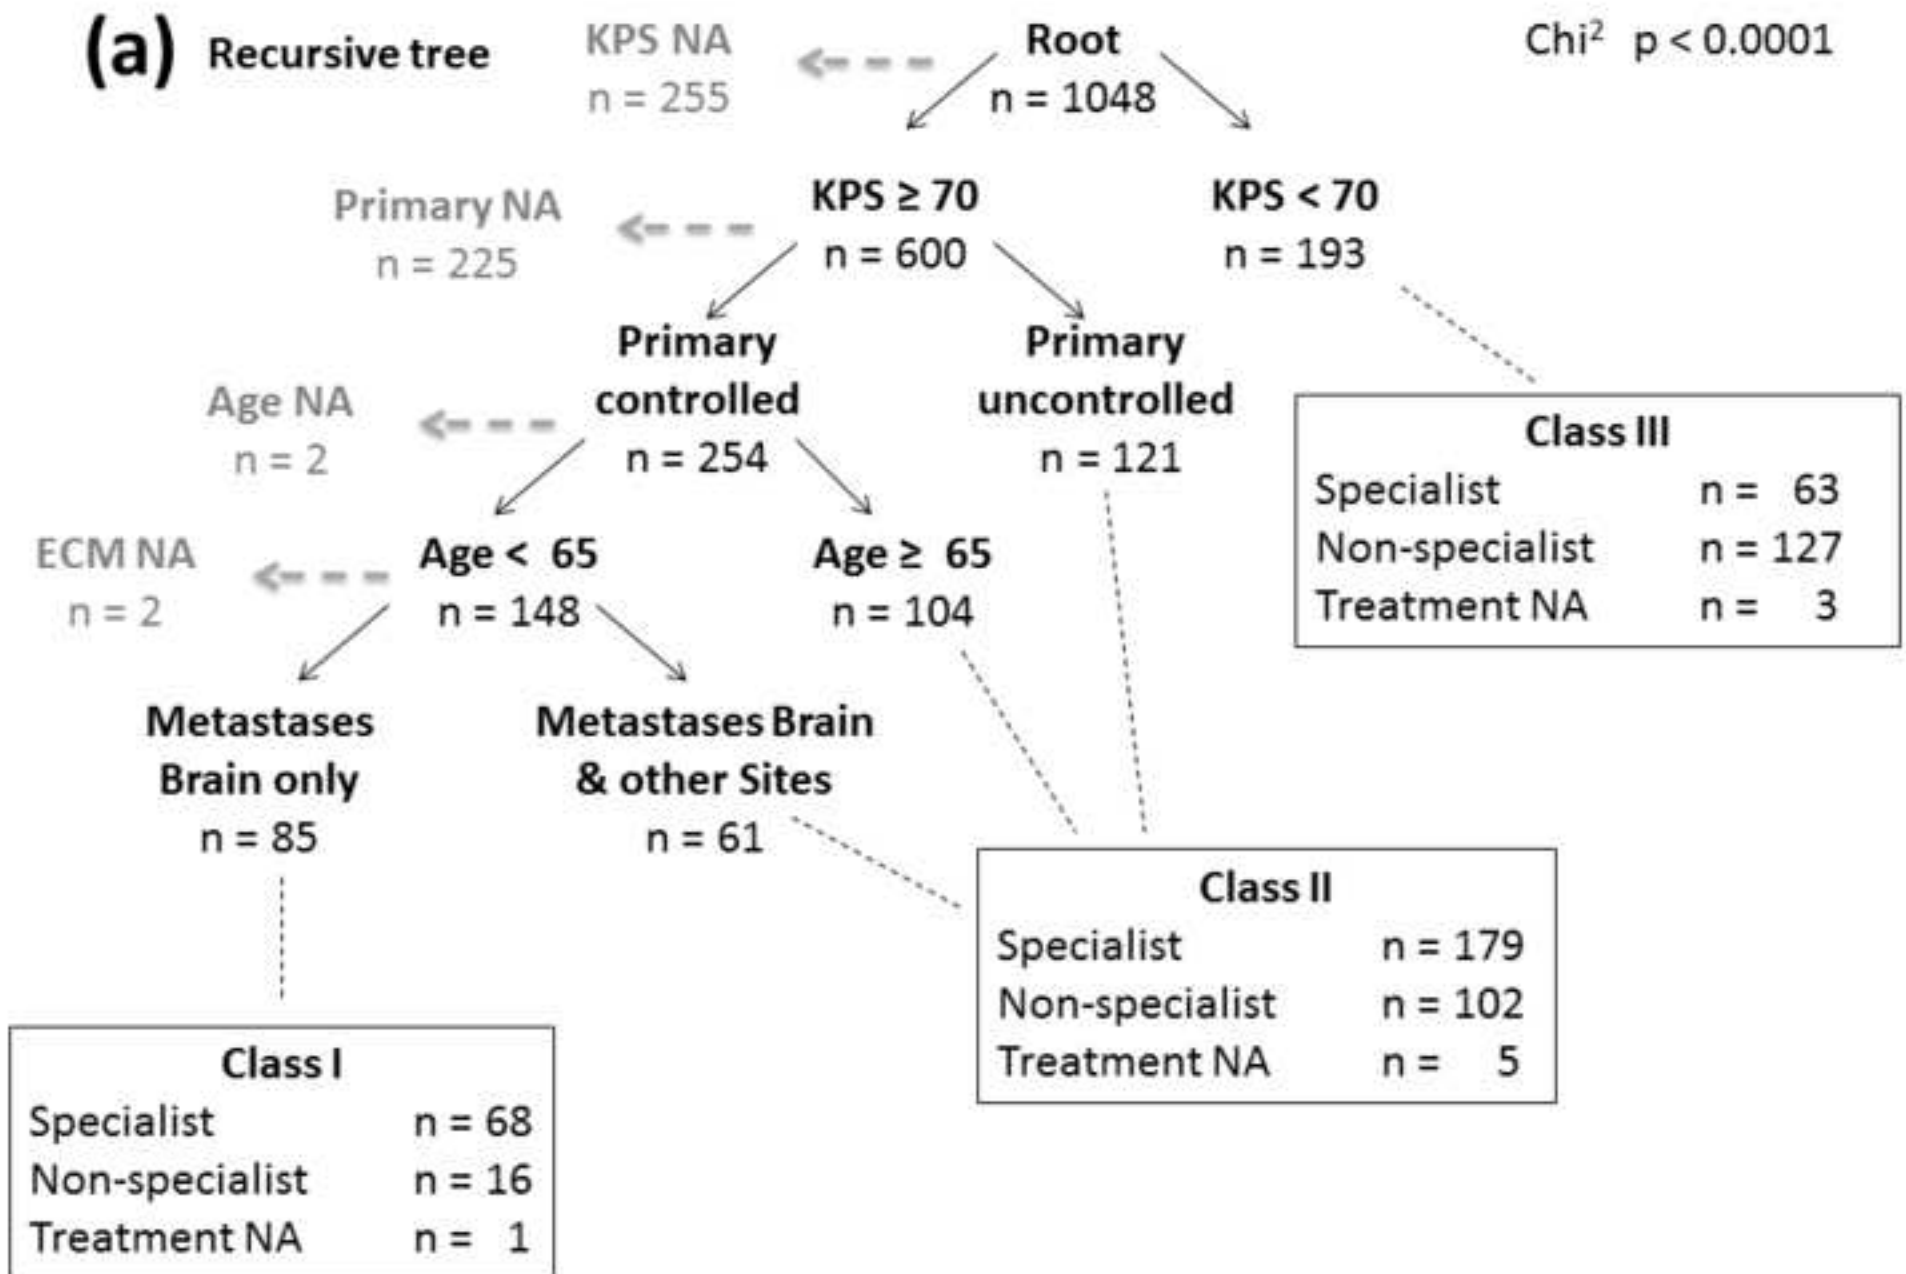 (a) Recursive tree
KPS NA
n = 255
Root
n = 1048
Chi² p < 0.0001
Primary NA
n = 225
KPS ≥ 70
n = 600
KPS < 70
n = 193
Age NA
n = 2
Primary
controlled
n = 254
Primary
uncontrolled
n = 121
Class III
Specialist n = 63
Non-specialist n = 127
Treatment NA n = 3
ECM NA
n = 2
Age < 65
n = 148
Age ≥ 65
n = 104
Metastases
Brain only
n = 85
Metastases Brain
& other Sites
n = 61
Class II
Specialist n = 179
Non-specialist n = 102
Treatment NA n = 5
Class I
Specialist n = 68
Non-specialist n = 16
Treatment NA n = 1